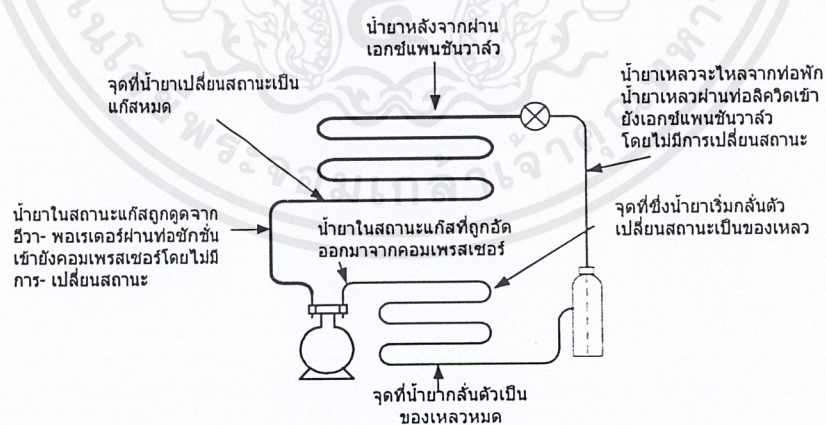 น้ำยาหลังจากผ่าน
เอกซ์แพนชันวาล์ว
จุดที่น้ำยาเปลี่ยนสถานะเป็น
แก๊สหมด
น้ำยาเหลวจะไหลจากท่อพัก
น้ำยาเหลวผ่านท่อลิควิดเข้า
ยังเอกซ์แพนชันวาล์ว
โดยไม่มีการเปลี่ยนสถานะ
น้ำยาในสถานะแก๊สถูกดูดจาก
อีวา- พอเรเตอร์ผ่านท่อซักชั่น
เข้ายังคอมเพรสเซอร์โดยไม่มี
การ- เปลี่ยนสถานะ
น้ำยาในสถานะแก๊สที่ถูกอัด
ออกมาจากคอมเพรสเซอร์
จุดที่ซึ่งน้ำยาเริ่มกลั่นตัว
เปลี่ยนสถานะเป็นของเหลว
จุดที่น้ำยากลั่นตัวเป็น
ของเหลวหมด